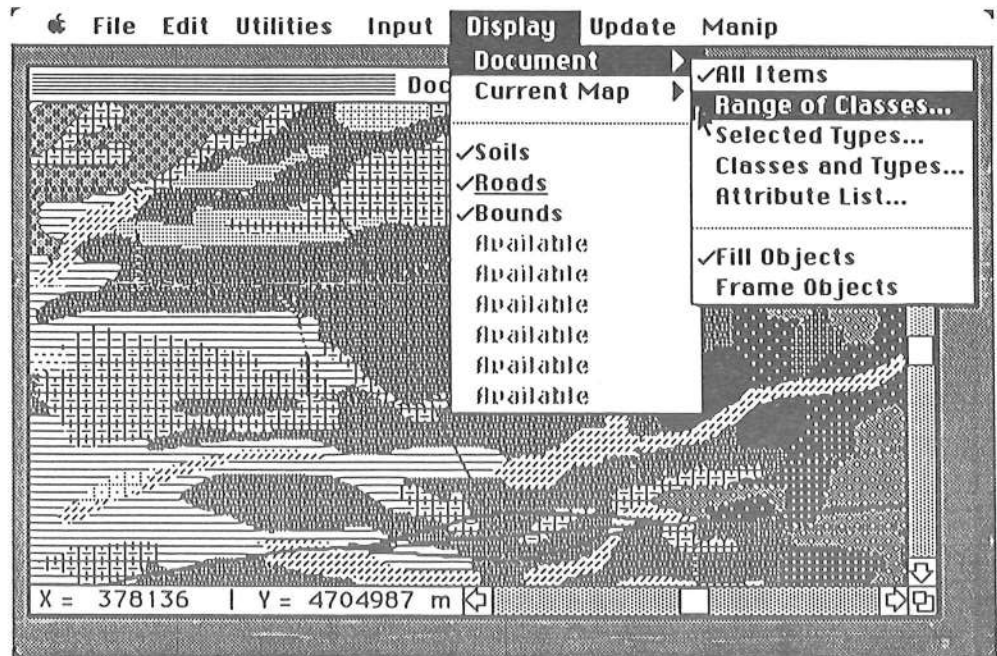 File Edit Utilities Input Display Update Manip
Doc
Document
Current Map
✓Soils
✓Roads
✓Bounds
Available
Available
Available
Available
Available
Available
✓All Items
Range of Classes...
Selected Types...
Classes and Types...
Attribute List...
✓Fill Objects
Frame Objects
X = 378136 | Y = 4704987 m